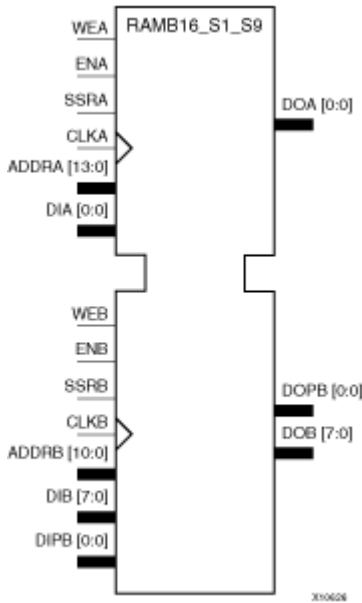 RAMB16_S1_S9
WEA
ENA
SSRA
CLKA
ADDRA [13:0]
DIA [0:0]
DOA [0:0]
WEB
ENB
SSRB
CLKB
ADDRB [10:0]
DIB [7:0]
DIPB [0:0]
DOPB [0:0]
DOB [7:0]
X10626